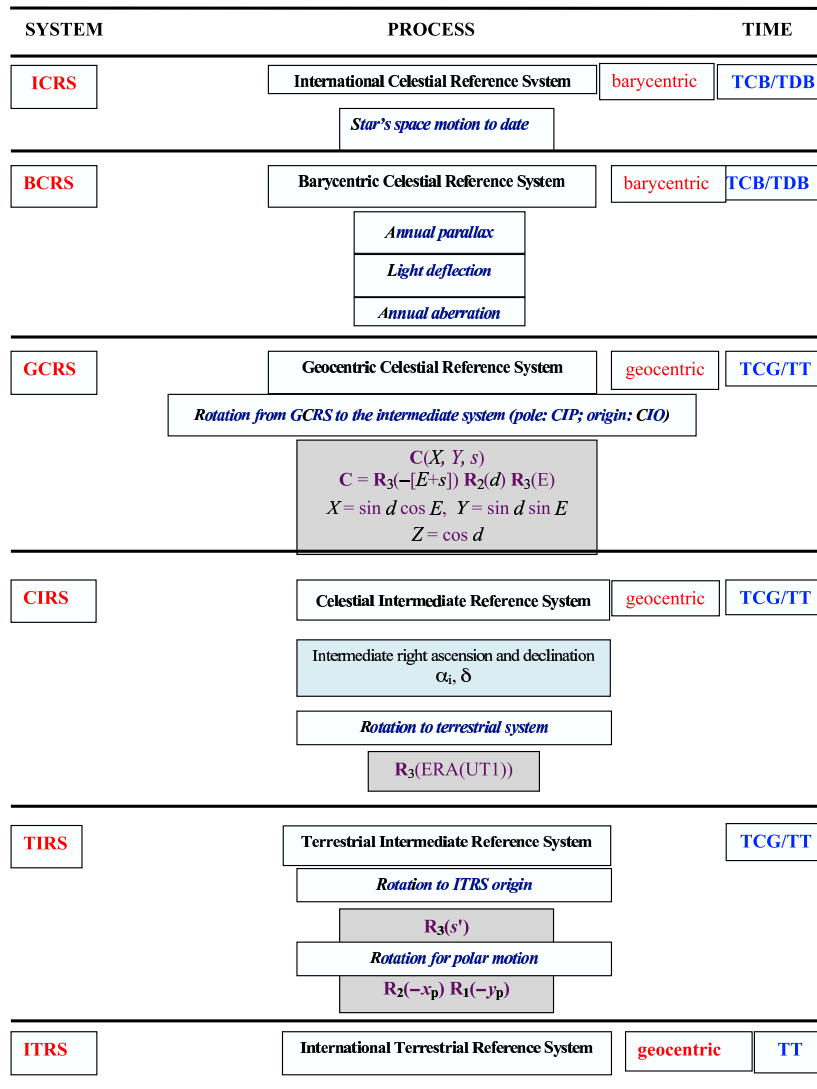 SYSTEM PROCESS TIME
ICRS International Celestial Reference System barycentric TCB/TDB
Star's space motion to date
BCRS Barycentric Celestial Reference System barycentric TCB/TDB
Annual parallax
Light deflection
Annual aberration
GCRS Geocentric Celestial Reference System geocentric TCG/TT
Rotation from GCRS to the intermediate system (pole: CIP; origin: CIO)
C(X, Y, s)
C = R₃(−[E+s]) R₂(d) R₃(E)
X = sin d cos E, Y = sin d sin E
Z = cos d
CIRS Celestial Intermediate Reference System geocentric TCG/TT
Intermediate right ascension and declination
αᵢ, δ
Rotation to terrestrial system
R₃(ERA(UT1))
TIRS Terrestrial Intermediate Reference System TCG/TT
Rotation to ITRS origin
R₃(s')
Rotation for polar motion
R₂(−xₚ) R₁(−yₚ)
ITRS International Terrestrial Reference System geocentric TT